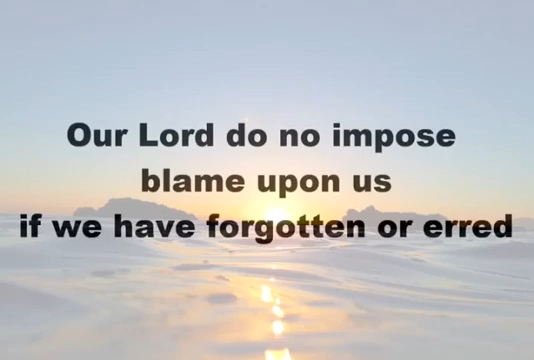 Our Lord do no impose
blame upon us
if we have forgotten or erred